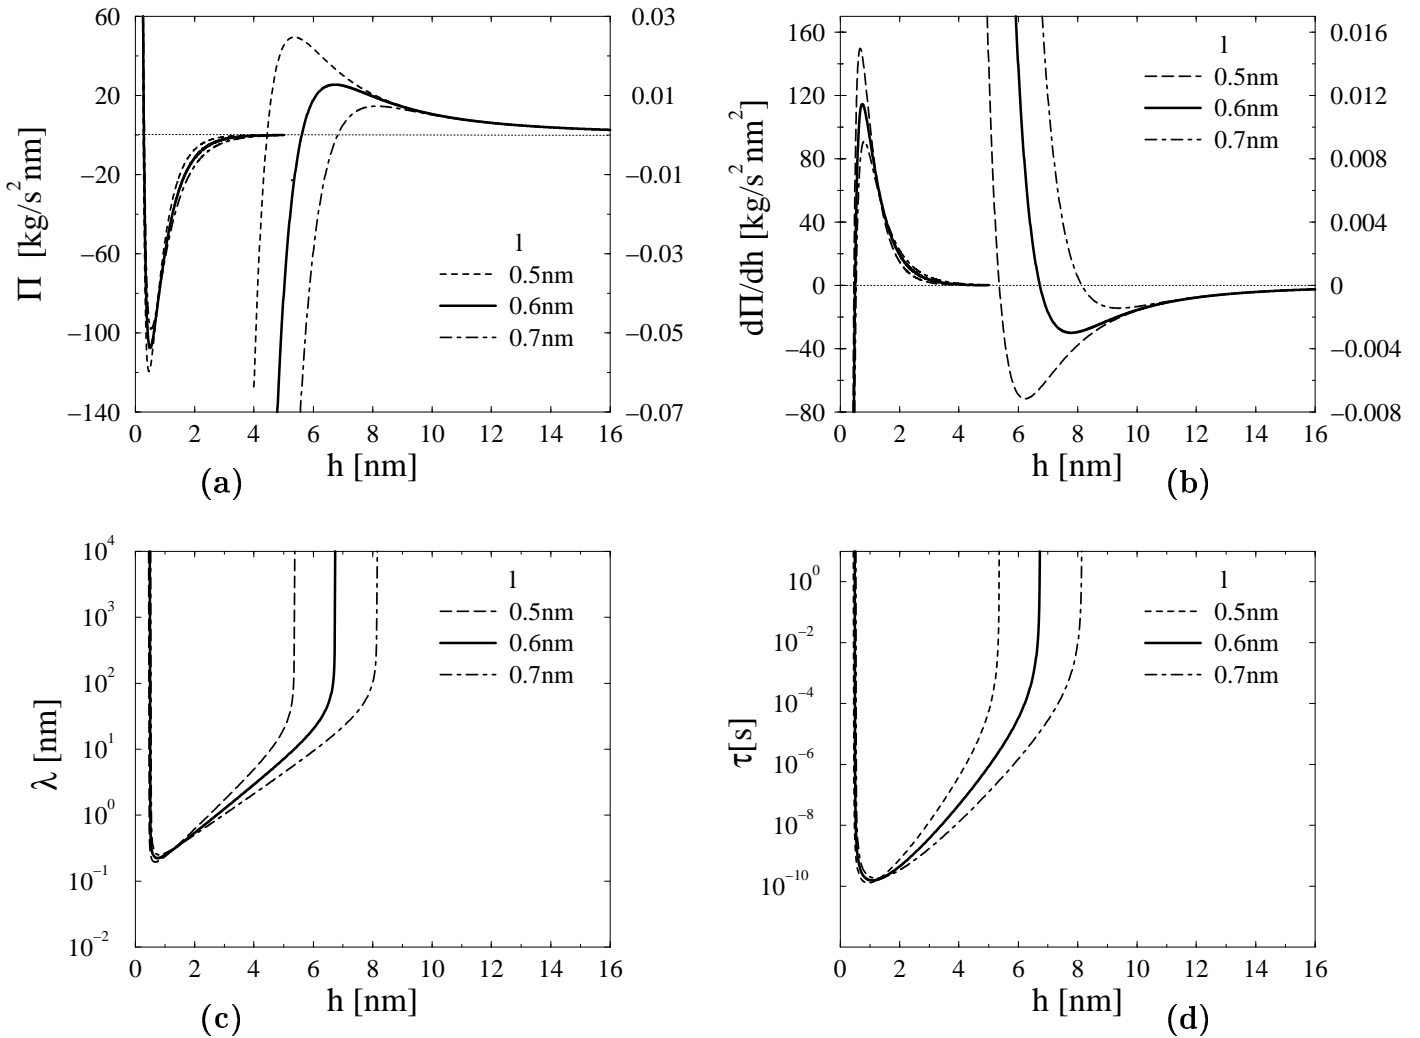 60
20
−20
−60
−100
−140
0.03
0.01
−0.01
−0.03
−0.05
−0.07
Π [kg/s² nm]
l
0.5nm
0.6nm
0.7nm
0 2 4 6 8 10 12 14 16
h [nm]
(a)
160
120
80
40
0
−40
−80
0.016
0.012
0.008
0.004
0
−0.004
−0.008
dΠ/dh [kg/s² nm²]
l
0.5nm
0.6nm
0.7nm
0 2 4 6 8 10 12 14 16
h [nm]
(b)
10⁴
10³
10²
10¹
10⁰
10⁻¹
10⁻²
λ [nm]
l
0.5nm
0.6nm
0.7nm
0 2 4 6 8 10 12 14 16
h [nm]
(c)
10⁰
10⁻²
10⁻⁴
10⁻⁶
10⁻⁸
10⁻¹⁰
τ[s]
l
0.5nm
0.6nm
0.7nm
0 2 4 6 8 10 12 14 16
h [nm]
(d)